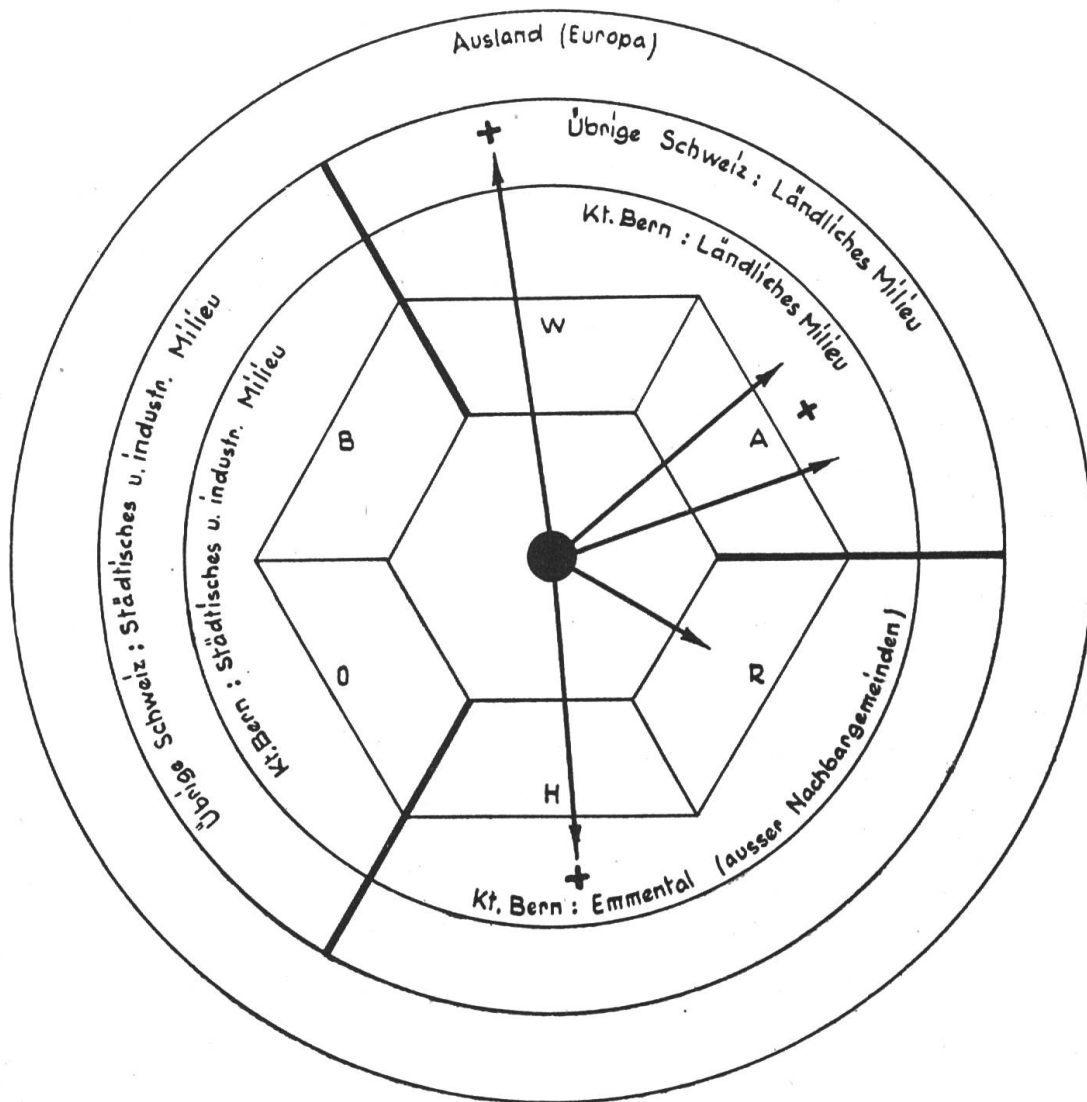 Ausland (Europa)
Übrige Schweiz: Ländliches Milieu
Kt. Bern: Ländliches Milieu
W
B
A
Übrige Schweiz: Städtisches u. industr. Milieu
Kt. Bern: Städtisches u. industr. Milieu
O
R
H
Kt. Bern: Emmental (ausser Nachbargemeinden)